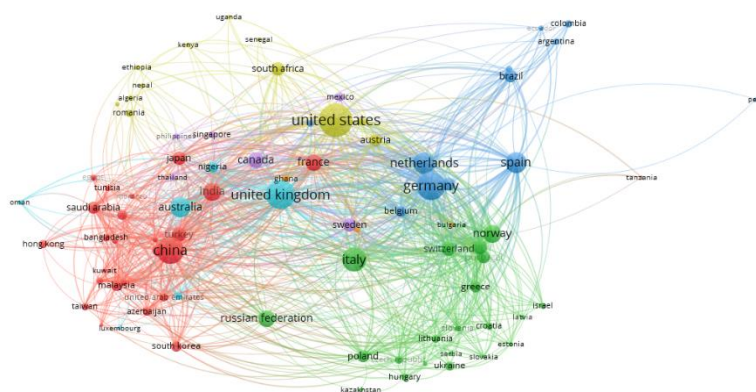 uganda
colombia
kenya
senegal
argentina
ethiopia
south africa
brazil
nepal
algeria
mexico
romania
united states
philippines
singapore
austria
japan
canada
france
netherlands
spain
nigeria
tunisia
thailand
ghana
germany
tanzania
india
united kingdom
oman
saudi arabia
australia
belgium
sweden
bulgaria
bangladesh
turkey
norway
hong kong
china
switzerland
italy
kuwait
malaysia
greece
united arab emirates
taiwan
azerbaijan
russian federation
israel
luxembourg
croatia
latvia
slovenia
lithuania
south korea
estonia
poland
serbia
slovakia
ukraine
hungary
kazakhstan